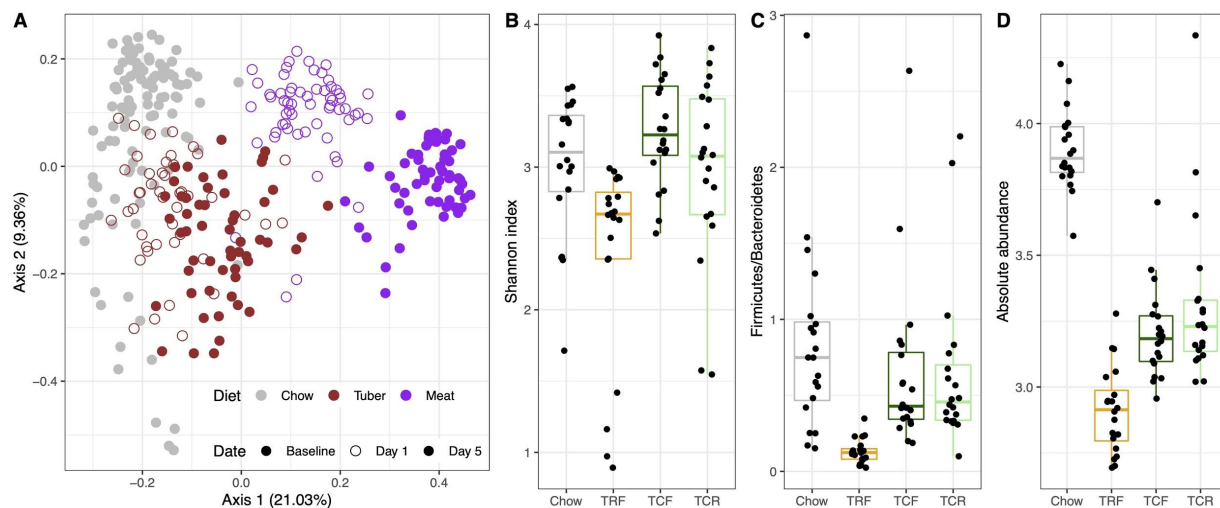 A
0.2
0.0
−0.2
−0.4
Axis 2 (9.36%)
−0.2
0.0
0.2
0.4
Axis 1 (21.03%)
Diet Chow Tuber Meat
Date Baseline Day 1 Day 5
B
4
3
2
1
Shannon index
Chow TRF TCF TCR
C
3
2
1
0
Firmicutes/Bacteroidetes
Chow TRF TCF TCR
D
4.0
3.5
3.0
Absolute abundance
Chow TRF TCF TCR